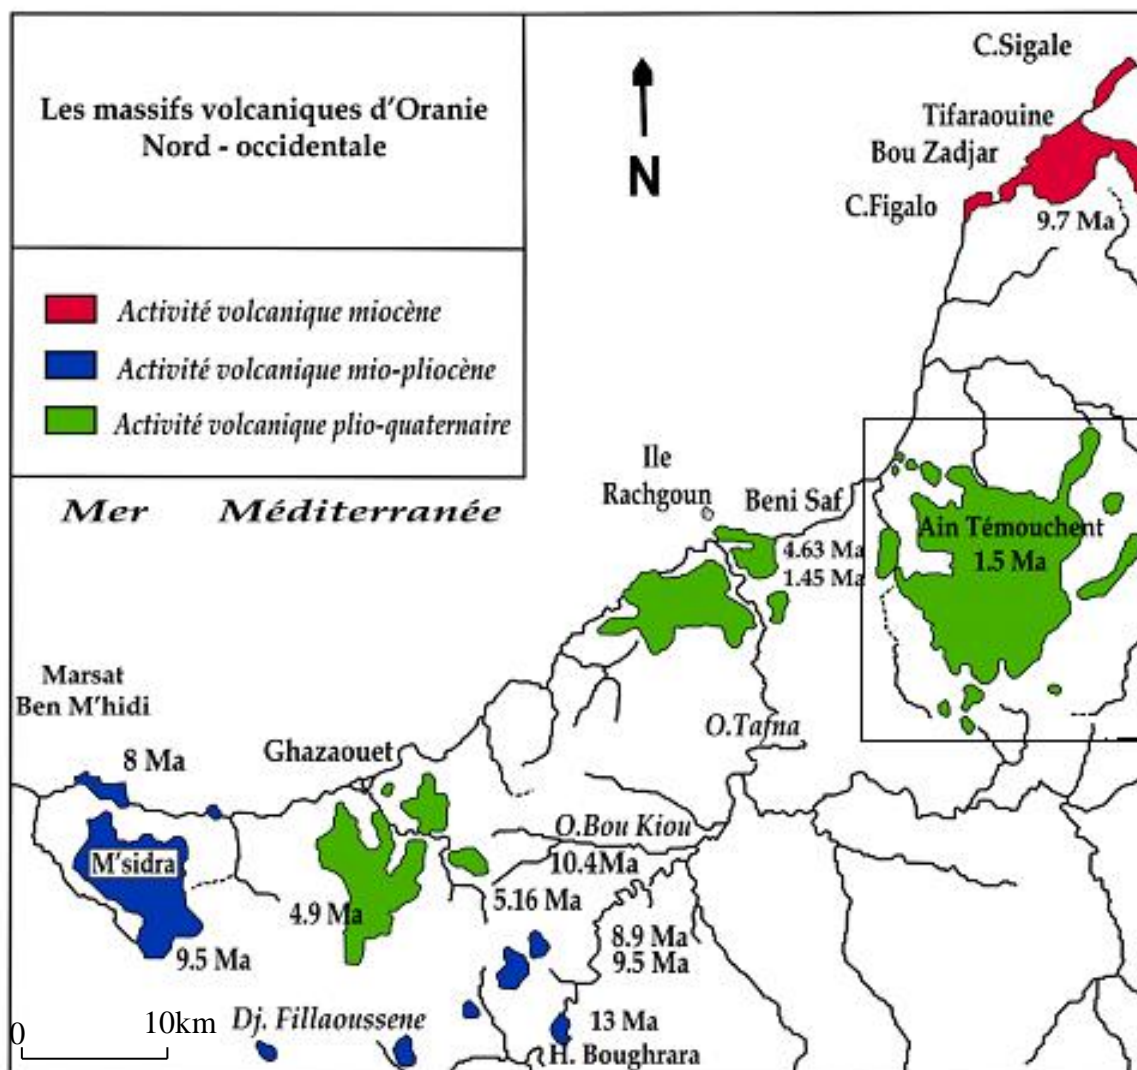 Les massifs volcaniques d'Oranie
Nord - occidentale
Activité volcanique miocène
Activité volcanique mio-pliocène
Activité volcanique plio-quaternaire
N
C.Sigale
Tifaraouine
Bou Zadjar
C.Figalo
9.7 Ma
Mer Méditerranée
Ile
Rachgoun
Beni Saf
4.63 Ma
1.45 Ma
Ain Témouchent
1.5 Ma
Marsat
Ben M'hidi
8 Ma
Ghazaouet
O.Tafna
M'sidra
O.Bou Kiou
10.4Ma
4.9 Ma
5.16 Ma
9.5 Ma
8.9 Ma
9.5 Ma
Dj. Fillaoussene
13 Ma
H. Boughrara
0 10km